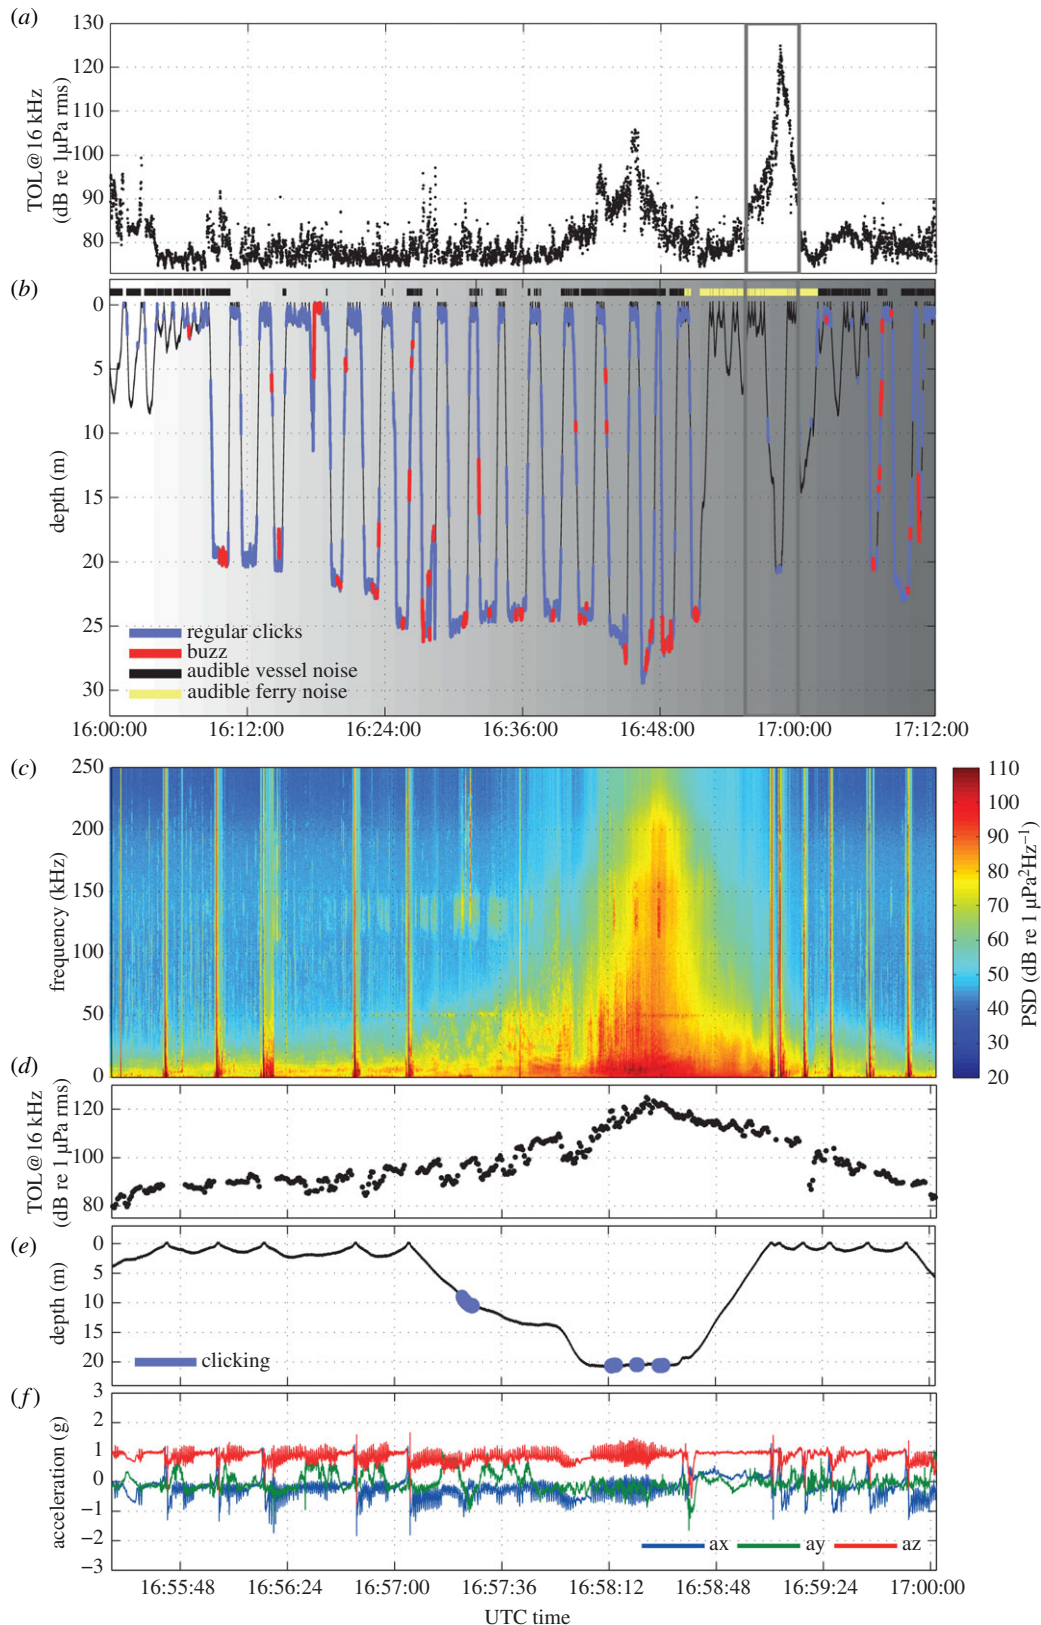 (a)
130
120
110
100
90
80
TOL@16 kHz
(dB re 1µPa rms)
(b)
0
5
10
15
20
25
30
depth (m)
regular clicks
buzz
audible vessel noise
audible ferry noise
16:00:00 16:12:00 16:24:00 16:36:00 16:48:00 17:00:00 17:12:00
(c)
250
200
150
100
50
0
frequency (kHz)
110
100
90
80
70
60
50
40
30
20
PSD (dB re 1 µPa²Hz⁻¹)
(d)
120
100
80
TOL@16 kHz
(dB re 1 µPa rms)
(e)
0
5
10
15
20
depth (m)
clicking
(f)
3
2
1
0
−1
−2
−3
acceleration (g)
ax ay az
16:55:48 16:56:24 16:57:00 16:57:36 16:58:12 16:58:48 16:59:24 17:00:00
UTC time